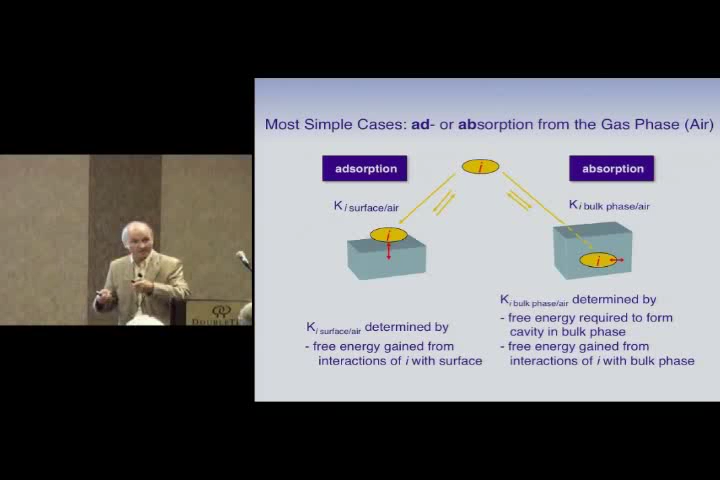 Most Simple Cases: ad- or absorption from the Gas Phase (Air)
adsorption
i
absorption
K i surface/air
K i bulk phase/air
i
i
K i surface/air determined by
- free energy gained from
interactions of i with surface
K i bulk phase/air determined by
- free energy required to form
cavity in bulk phase
- free energy gained from
interactions of i with bulk phase